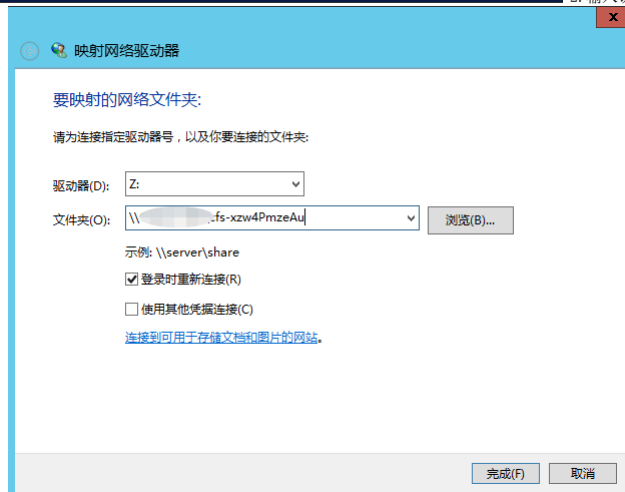 映射网络驱动器
要映射的网络文件夹:
请为连接指定驱动器号，以及你要连接的文件夹:
驱动器(D): Z:
文件夹(O): \\ cfs-xzw4PmzeAu 浏览(B)...
示例: \\server\share
登录时重新连接(R)
使用其他凭据连接(C)
连接到可用于存储文档和图片的网站。
完成(F) 取消